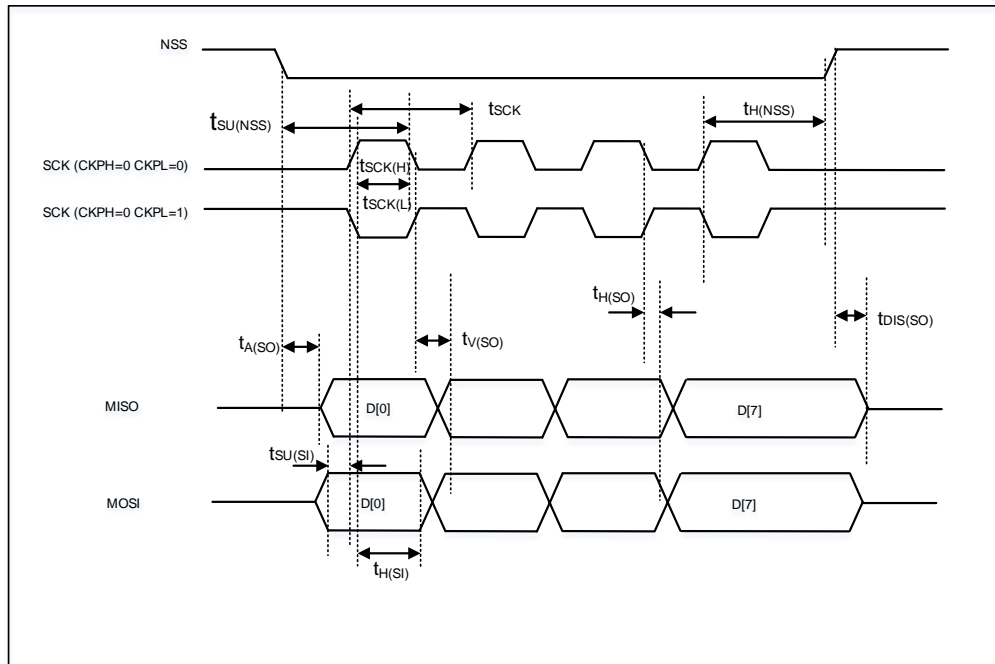 NSS
tSCK
tH(NSS)
tSU(NSS)
SCK (CKPH=0 CKPL=0)
tSCK(H)
tSCK(L)
SCK (CKPH=0 CKPL=1)
tH(SO)
tDIS(SO)
tV(SO)
tA(SO)
MISO
D[0]
D[7]
tSU(SI)
MOSI
D[0]
D[7]
tH(SI)